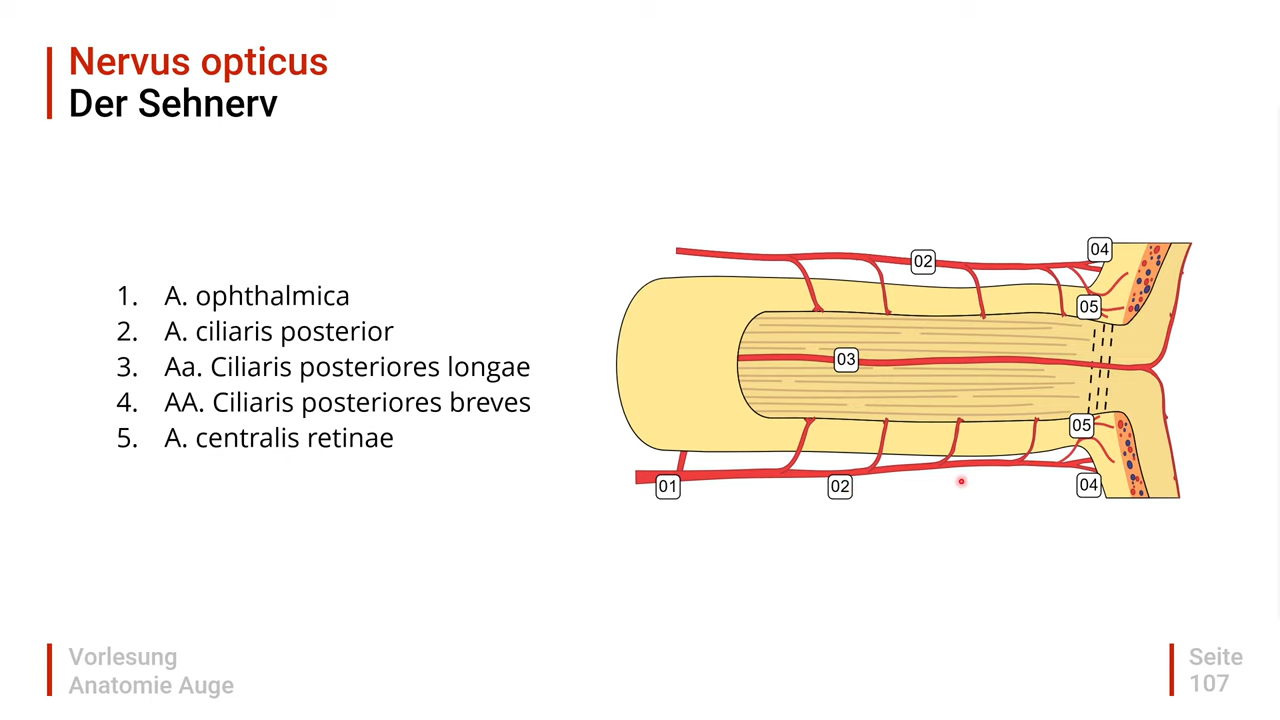 Nervus opticus
Der Sehnerv
1. A. ophthalmica
2. A. ciliaris posterior
3. Aa. Ciliaris posteriores longae
4. AA. Ciliaris posteriores breves
5. A. centralis retinae
04
02
05
03
05
01
02
04
Vorlesung
Anatomie Auge
Seite
107